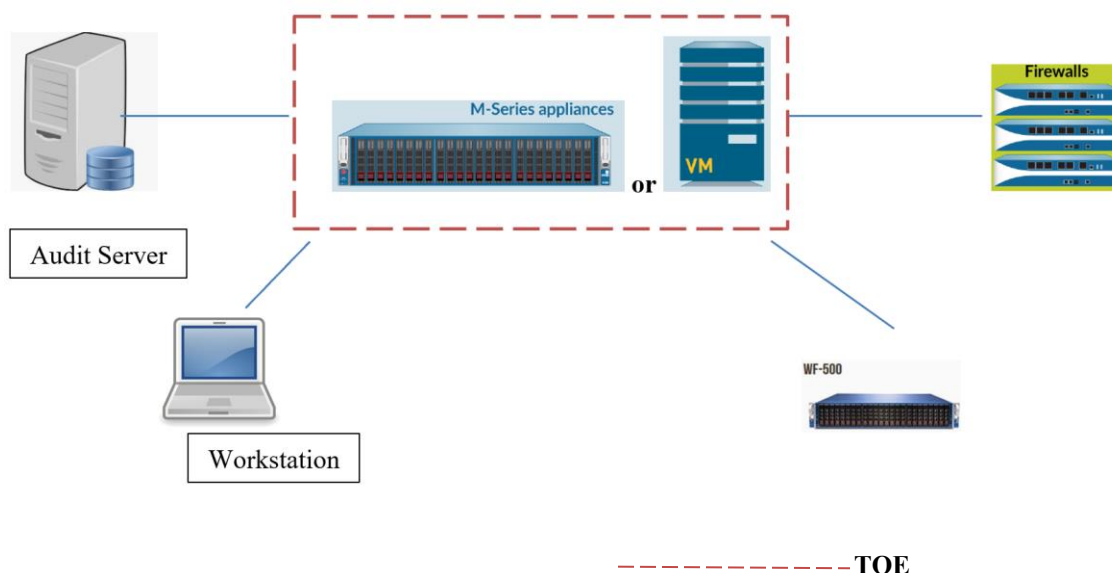 Firewalls
M-Series appliances
or
VM
Audit Server
WF-500
Workstation
TOE